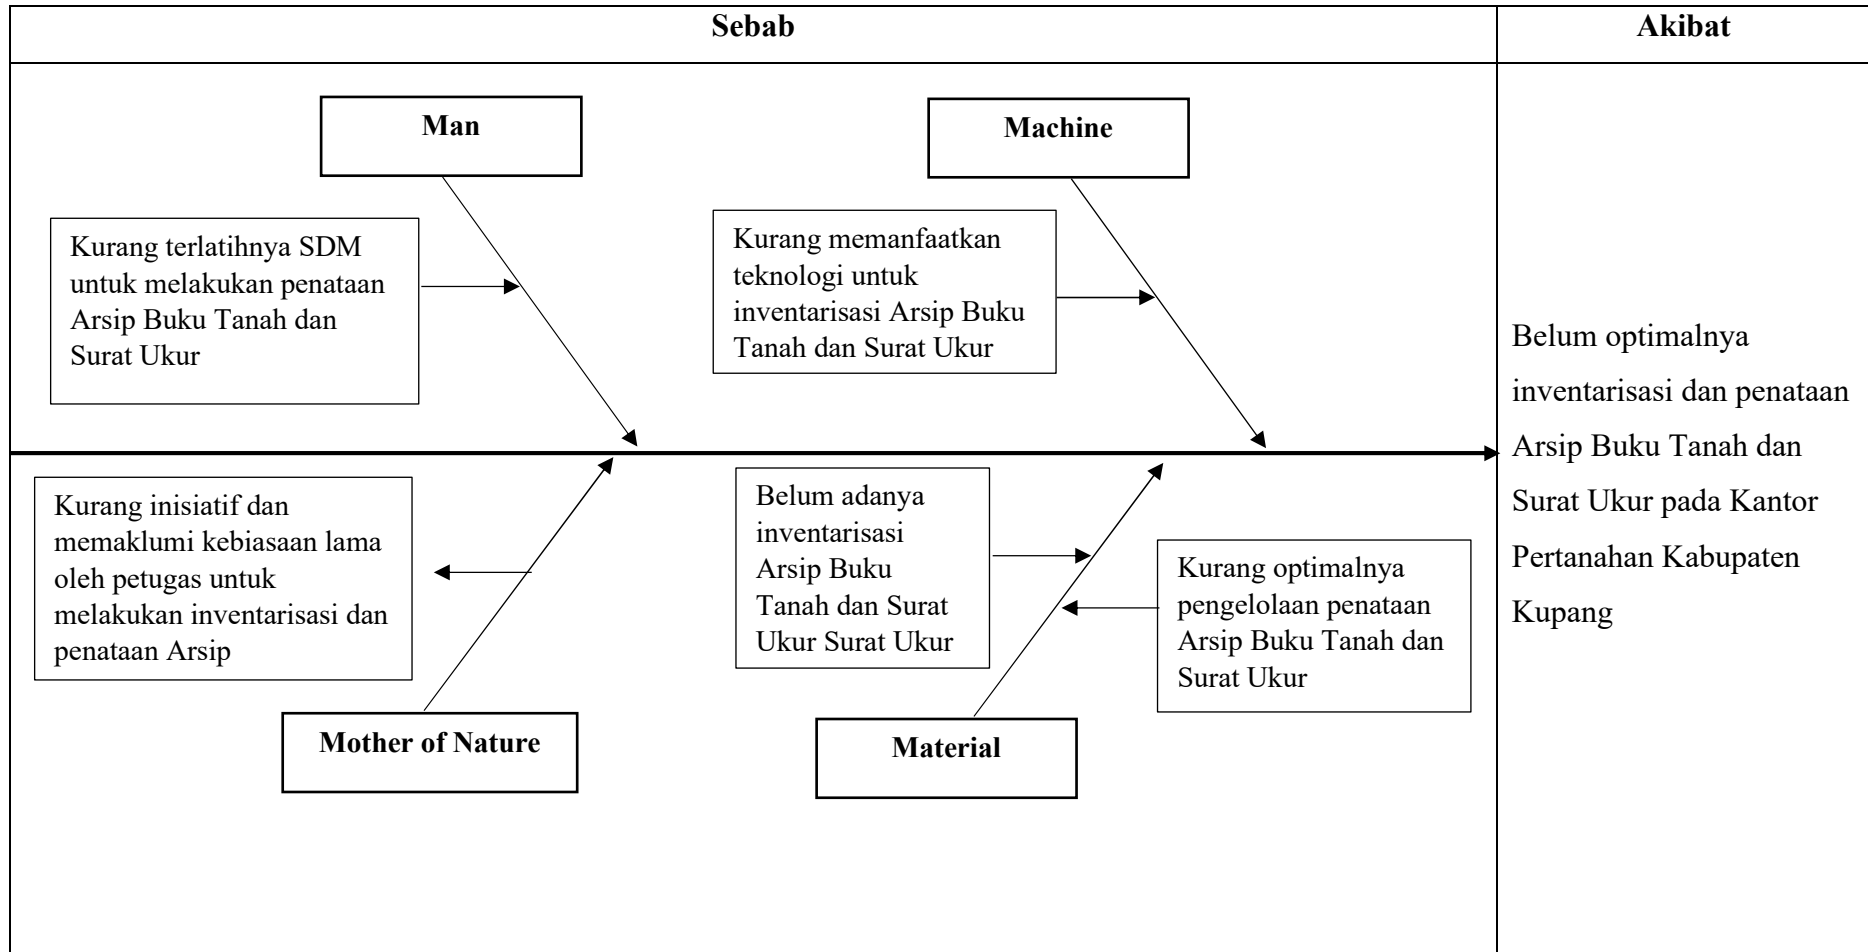 Sebab
Akibat
Man
Machine
Kurang terlatihnya SDM
untuk melakukan penataan
Arsip Buku Tanah dan
Surat Ukur
Kurang memanfaatkan
teknologi untuk
inventarisasi Arsip Buku
Tanah dan Surat Ukur
Kurang inisiatif dan
memaklumi kebiasaan lama
oleh petugas untuk
melakukan inventarisasi dan
penataan Arsip
Belum adanya
inventarisasi
Arsip Buku
Tanah dan Surat
Ukur Surat Ukur
Kurang optimalnya
pengelolaan penataan
Arsip Buku Tanah dan
Surat Ukur
Mother of Nature
Material
Belum optimalnya
inventarisasi dan penataan
Arsip Buku Tanah dan
Surat Ukur pada Kantor
Pertanahan Kabupaten
Kupang